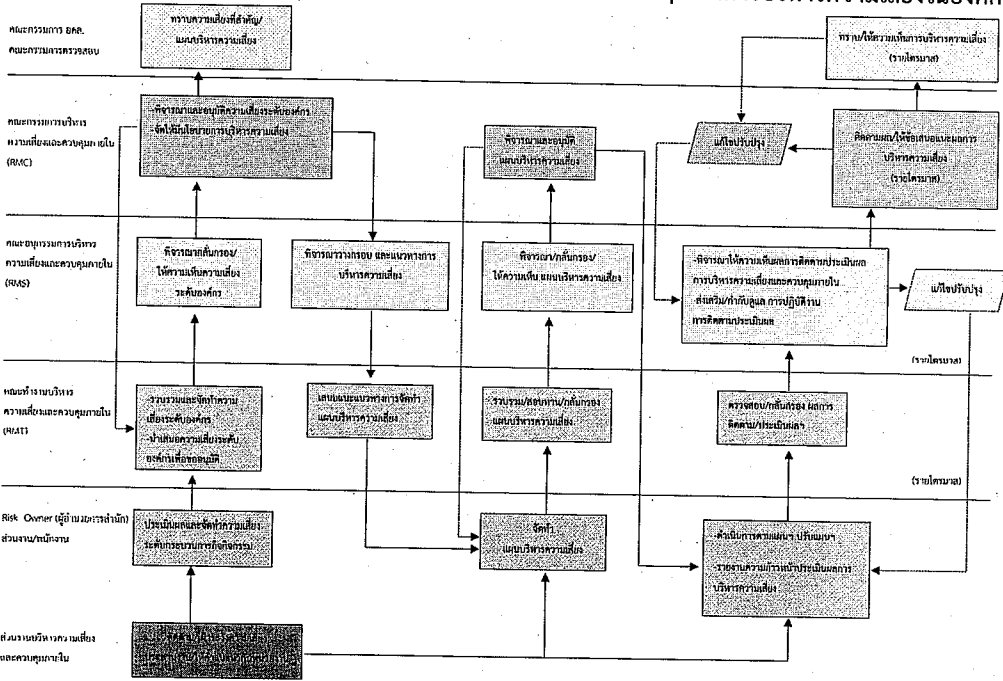 การบริหารความเสี่ยงในองค์กร
คณะกรรมการ อคส.
คณะกรรมการตรวจสอบ
ทราบความเสี่ยงที่สำคัญ/
แผนบริหารความเสี่ยง
ทราบ/ให้ความเห็นการบริหารความเสี่ยง
(รายไตรมาส)
คณะกรรมการบริหาร
ความเสี่ยงและควบคุมภายใน
(RMC)
-พิจารณาและอนุมัติความเสี่ยงระดับองค์กร
-จัดให้มีนโยบายการบริหารความเสี่ยง
พิจารณาและอนุมัติ
แผนบริหารความเสี่ยง
แก้ไขปรับปรุง
ติดตามผล/ให้ข้อเสนอแนะผลการ
บริหารความเสี่ยง
(รายไตรมาส)
คณะอนุกรรมการบริหาร
ความเสี่ยงและควบคุมภายใน
(RMS)
พิจารณากลั่นกรอง/
ให้ความเห็นความเสี่ยง
ระดับองค์กร
พิจารณาวางกรอบ และแนวทางการ
บริหารความเสี่ยง
พิจารณา/กลั่นกรอง/
ให้ความเห็น แผนบริหารความเสี่ยง
-พิจารณาให้ความเห็นผลการติดตามประเมินผล
การบริหารความเสี่ยงและควบคุมภายใน
-ส่งเสริม/กำกับดูแล การปฏิบัติงาน
การติดตามประเมินผล
แก้ไขปรับปรุง
(รายไตรมาส)
คณะทำงานบริหาร
ความเสี่ยงและควบคุมภายใน
(RMT)
-รวบรวมและจัดทำความ
เสี่ยงระดับองค์กร
-นำเสนอความเสี่ยงระดับ
องค์กรเพื่อขออนุมัติ
เสนอแนะแนวทางการจัดทำ
แผนบริหารความเสี่ยง
รวบรวม/สอบทาน/กลั่นกรอง
แผนบริหารความเสี่ยง
ตรวจสอบ/กลั่นกรอง ผลการ
ติดตาม/ประเมินผลฯ
(รายไตรมาส)
Risk Owner (ผู้อำนวยการสำนัก)
ส่วนงาน/พนักงาน
ประเมินผลและจัดทำความเสี่ยง
ระดับกระบวนการกิจกรรม
จัดทำ
แผนบริหารความเสี่ยง
-ดำเนินการตามแผนฯ ปรับแผนฯ
-รายงานความก้าวหน้าประเมินผลการ
บริหารความเสี่ยง
ส่วนงานบริหารความเสี่ยง
และควบคุมภายใน